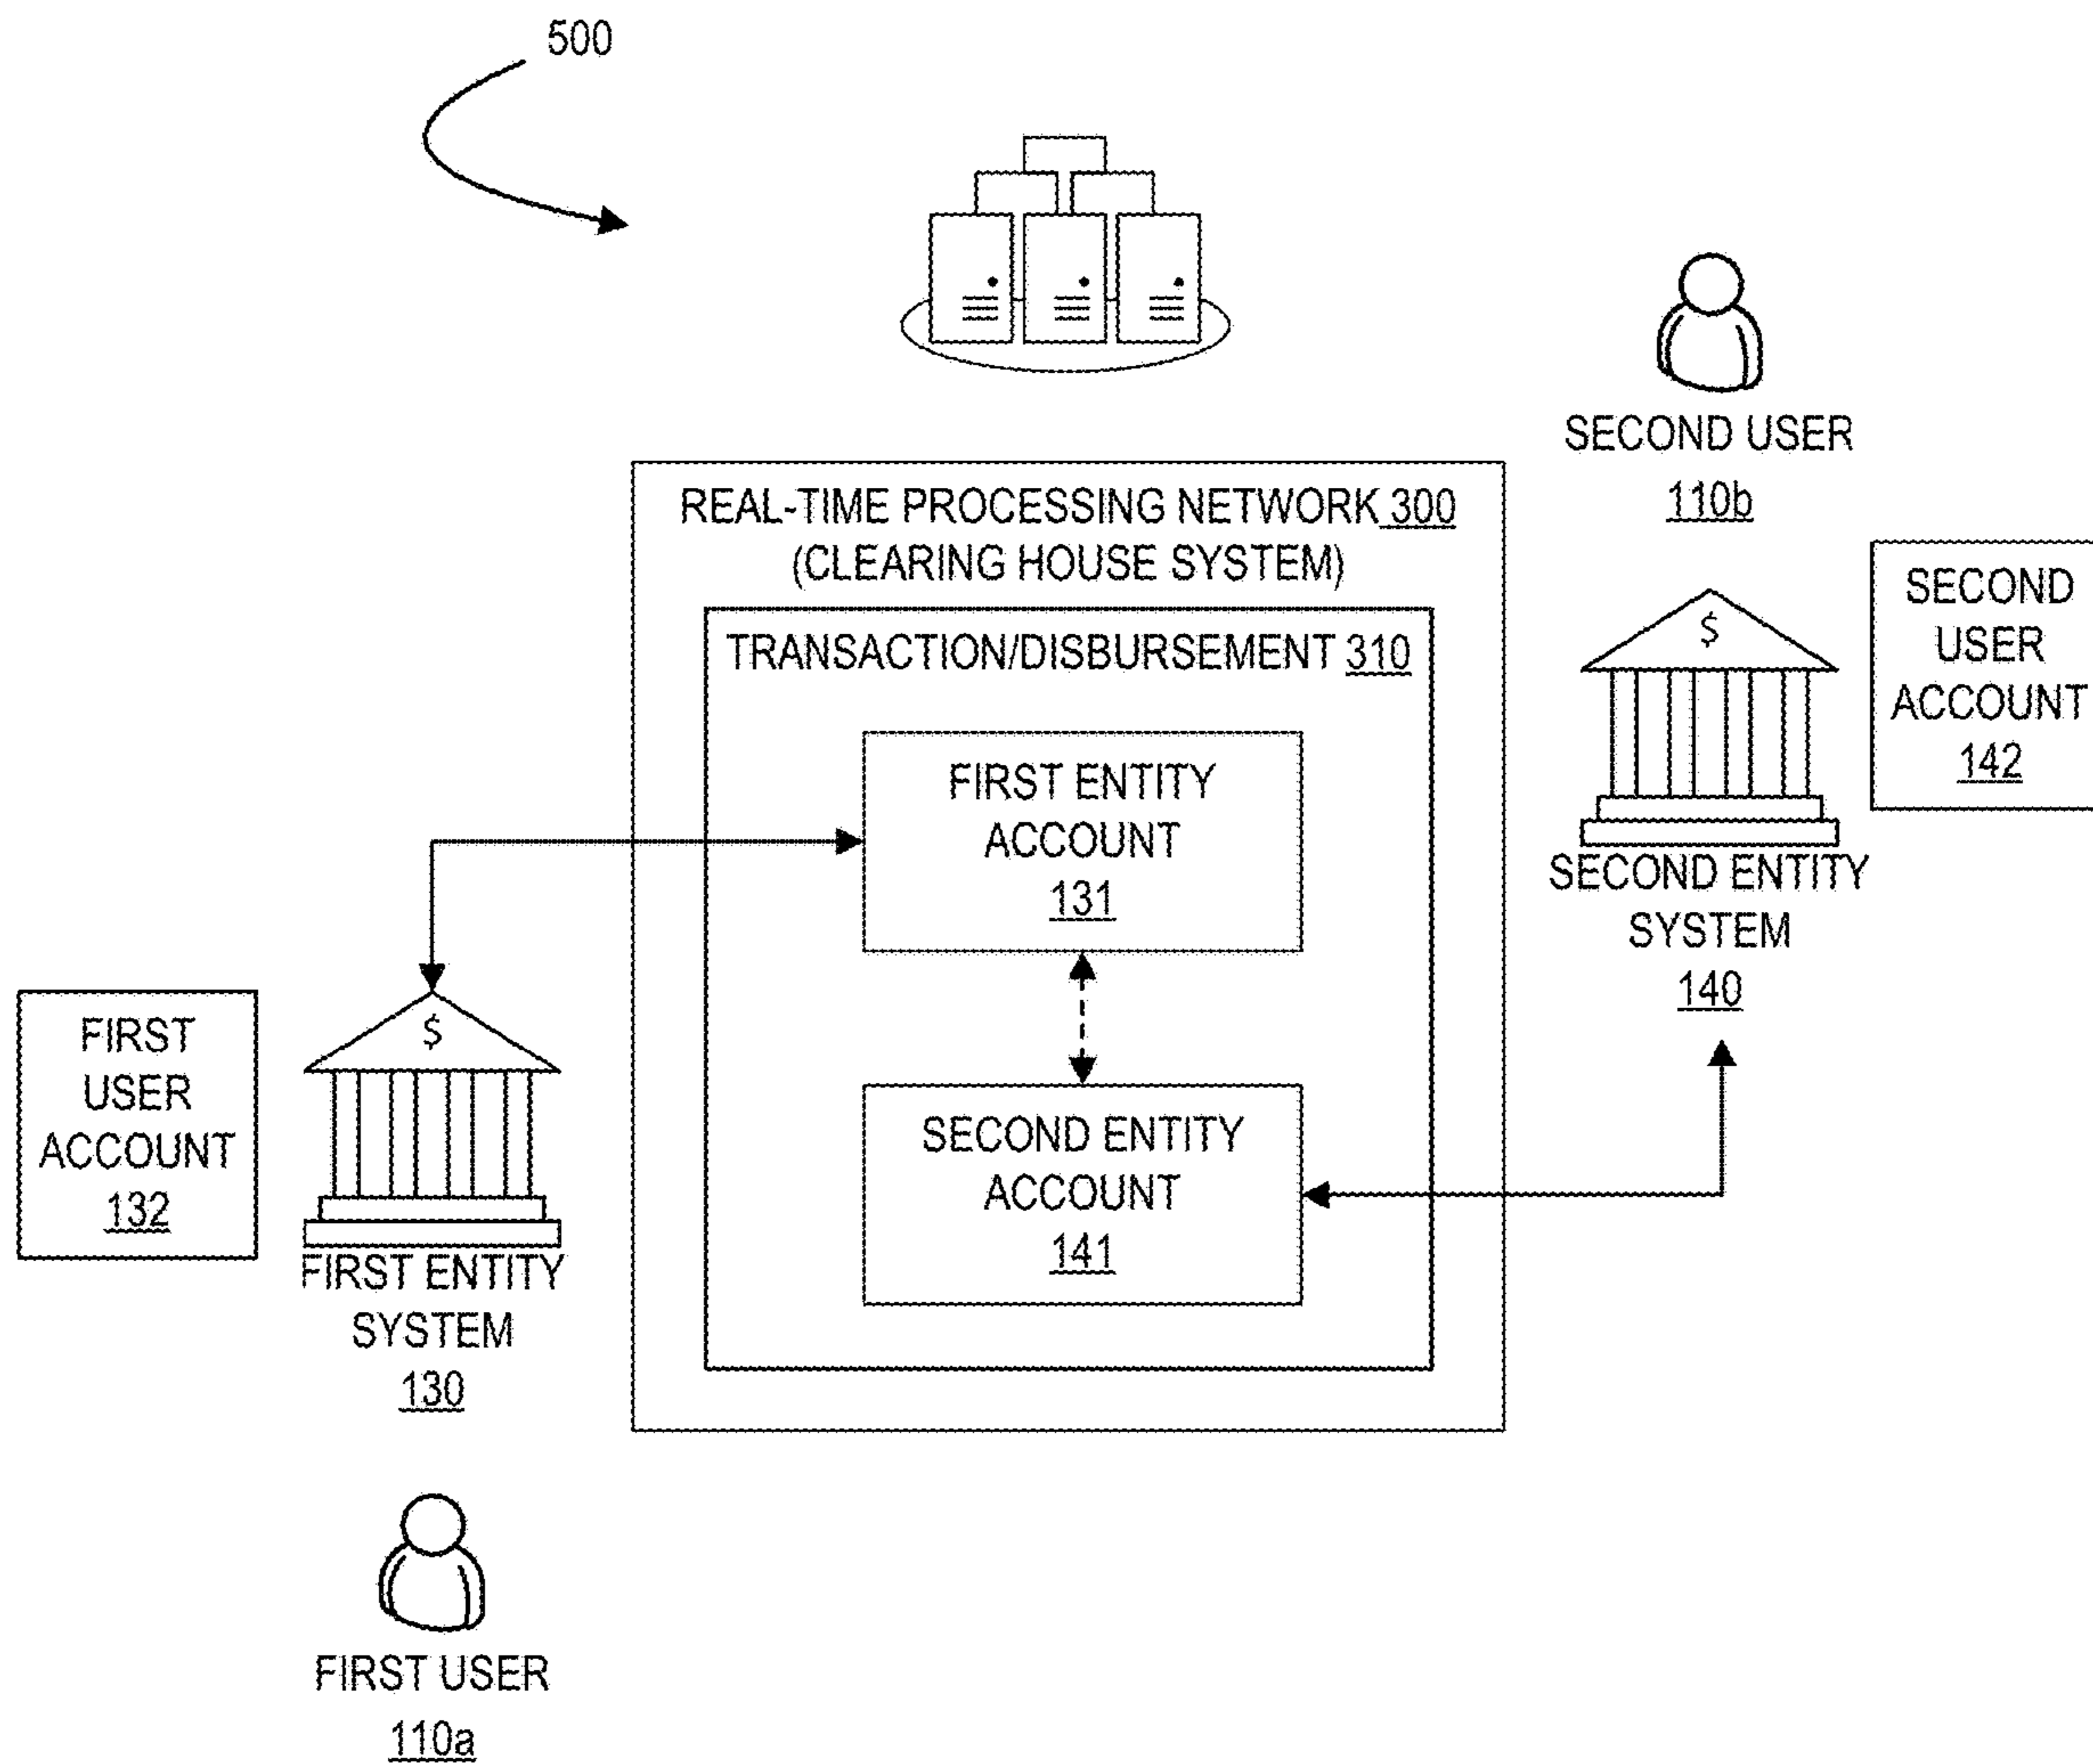 500
SECOND USER
110b
REAL-TIME PROCESSING NETWORK 300
(CLEARING HOUSE SYSTEM)
TRANSACTION/DISBURSEMENT 310
FIRST ENTITY
ACCOUNT
131
SECOND ENTITY
ACCOUNT
141
$
SECOND ENTITY
SYSTEM
140
SECOND
USER
ACCOUNT
142
FIRST
USER
ACCOUNT
132
$
FIRST ENTITY
SYSTEM
130
FIRST USER
110a